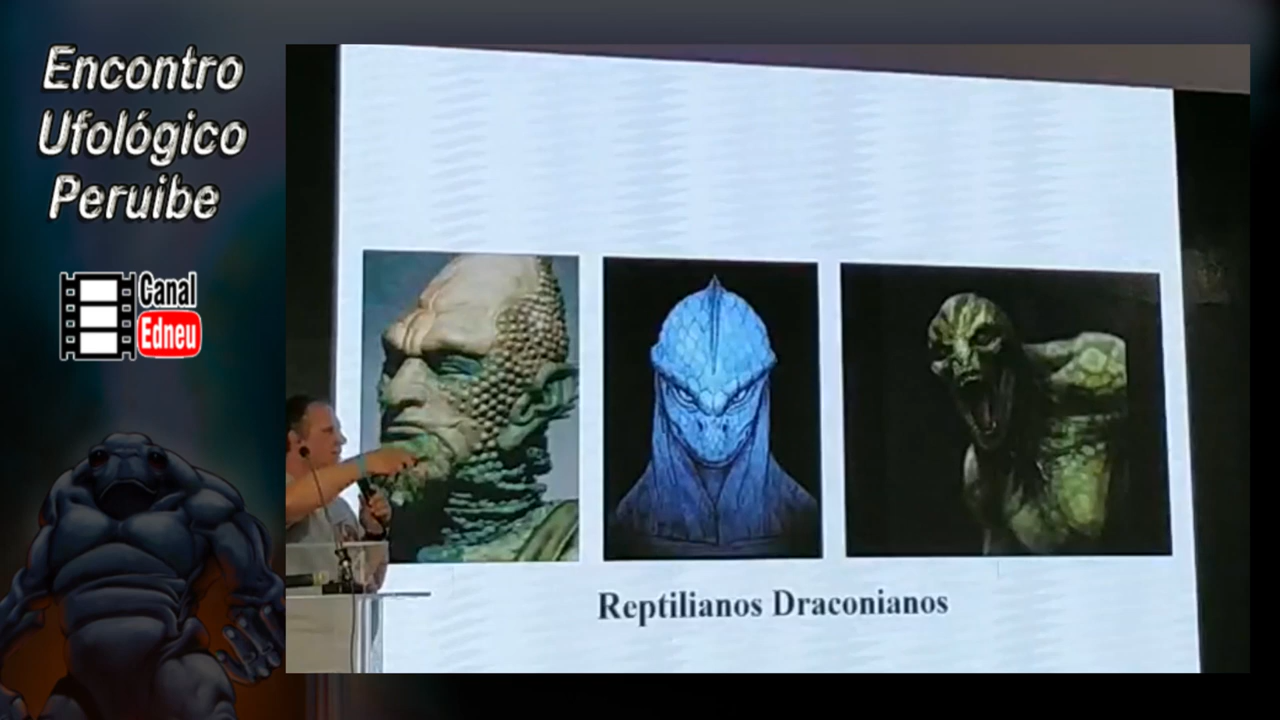 Encontro
Ufológico
Peruibe
Canal
Edneu
Reptilianos Draconianos